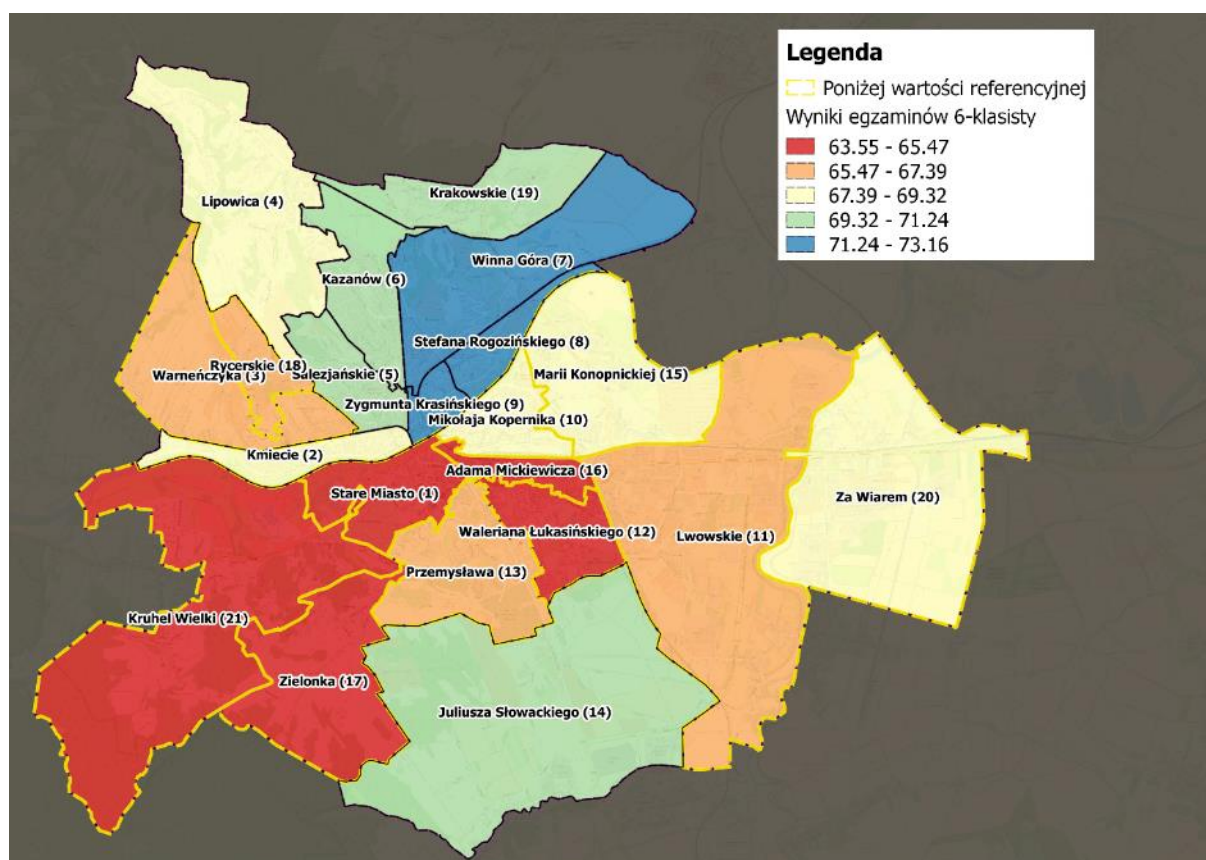 Legenda
Poniżej wartości referencyjnej
Wyniki egzaminów 6-klasisty
63.55 - 65.47
65.47 - 67.39
67.39 - 69.32
69.32 - 71.24
71.24 - 73.16
Krakowskie (19)
Lipowica (4)
Winna Góra (7)
Kazanów (6)
Stefana Rogozińskiego (8)
Rycerskie (18)
Warneńczyka (3)
Salezjańskie (5)
Marii Konopnickiej (15)
Zygmunta Krasińskiego (9)
Mikołaja Kopernika (10)
Kmiecie (2)
Adama Mickiewicza (16)
Stare Miasto (1)
Za Wiarem (20)
Waleriana Łukasińskiego (12)
Lwowskie (11)
Przemysława (13)
Kruhel Wielki (21)
Zielonka (17)
Juliusza Słowackiego (14)